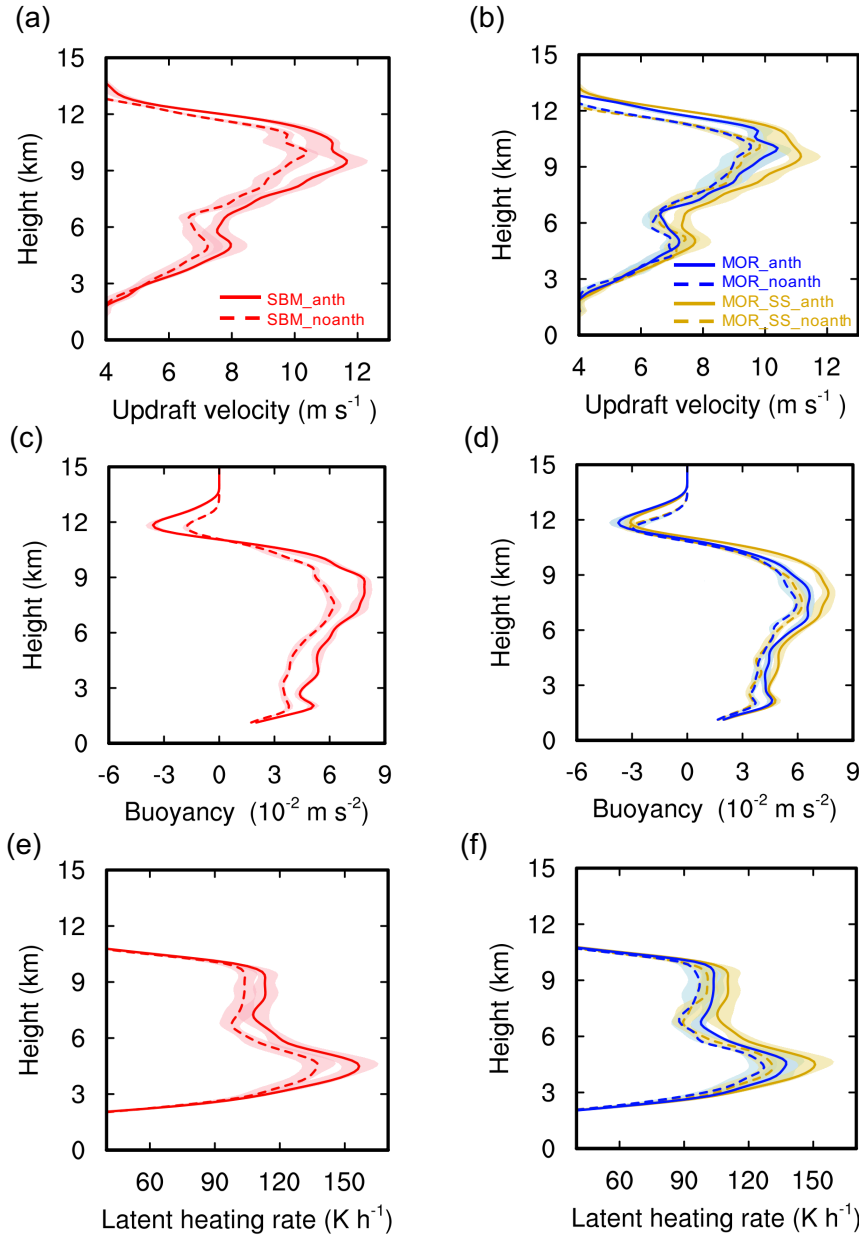 (a)
15
12
9
6
3
0
Height (km)
SBM_anth
SBM_noanth
4 6 8 10 12
Updraft velocity (m s⁻¹ )
(b)
15
12
9
6
3
0
Height (km)
MOR_anth
MOR_noanth
MOR_SS_anth
MOR_SS_noanth
4 6 8 10 12
Updraft velocity (m s⁻¹ )
(c)
15
12
9
6
3
0
Height (km)
-6 -3 0 3 6 9
Buoyancy (10⁻² m s⁻²)
(d)
15
12
9
6
3
0
Height (km)
-6 -3 0 3 6 9
Buoyancy (10⁻² m s⁻²)
(e)
15
12
9
6
3
0
Height (km)
60 90 120 150
Latent heating rate (K h⁻¹)
(f)
15
12
9
6
3
0
Height (km)
60 90 120 150
Latent heating rate (K h⁻¹)